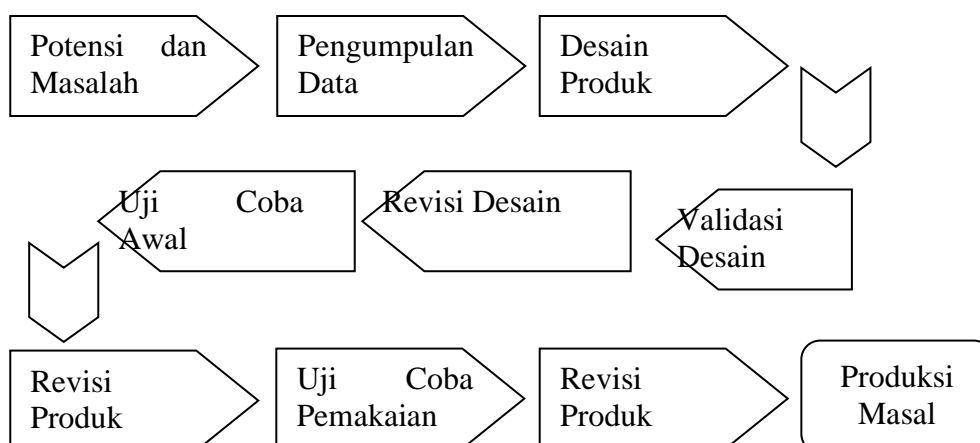 Potensi dan
Masalah
Pengumpulan
Data
Desain
Produk
Validasi
Desain
Revisi Desain
Uji Coba
Awal
Revisi
Produk
Uji Coba
Pemakaian
Revisi
Produk
Produksi
Masal